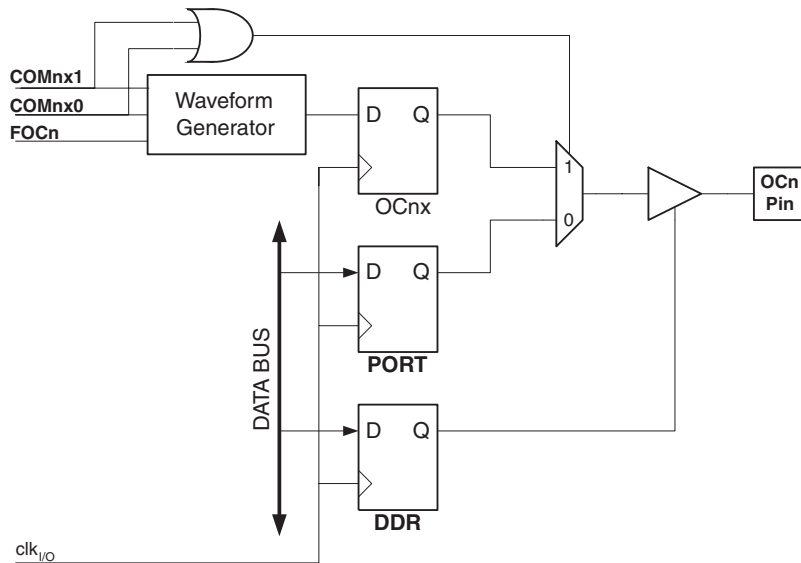 COMnx1
COMnx0
FOCn
Waveform
Generator
D Q
OCnx
1
0
OCn
Pin
DATA BUS
D Q
PORT
D Q
DDR
clkI/O